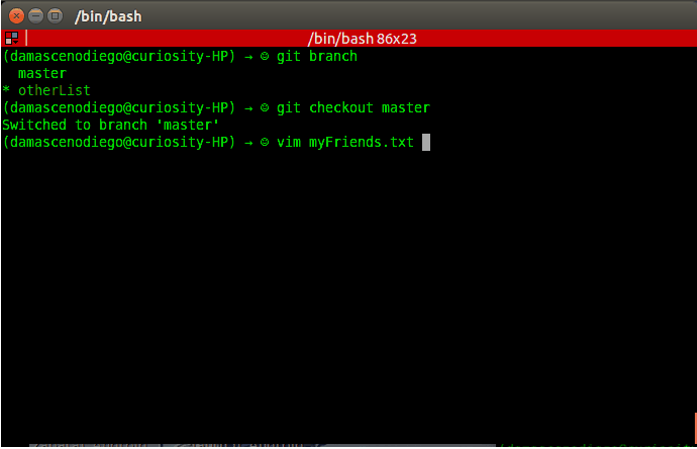 /bin/bash
/bin/bash 86x23
(damascenodiego@curiosity-HP) → ☺ git branch
  master
* otherList
(damascenodiego@curiosity-HP) → ☺ git checkout master
Switched to branch 'master'
(damascenodiego@curiosity-HP) → ☺ vim myFriends.txt